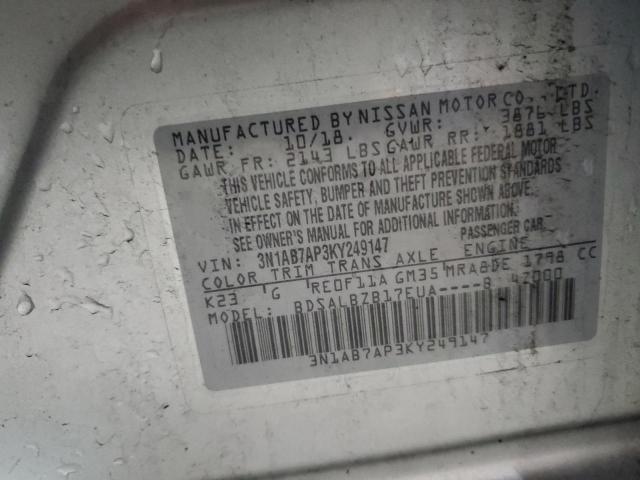 MANUFACTURED BY NISSAN MOTOR CO., LTD.
DATE: 10/18. GVWR: 3876 LBS
GAWR FR: 2143 LBS GAWR RR: 1881 LBS
THIS VEHICLE CONFORMS TO ALL APPLICABLE FEDERAL MOTOR
VEHICLE SAFETY, BUMPER AND THEFT PREVENTION STANDARDS
IN EFFECT ON THE DATE OF MANUFACTURE SHOWN ABOVE.
SEE OWNER'S MANUAL FOR ADDITIONAL INFORMATION.
VIN: 3N1AB7AP3KY249147 PASSENGER CAR
COLOR TRIM TRANS AXLE ENGINE
K23 G RE0F11A GM35 MRA8DE 1798 CC
MODEL: BDSALBZB17EUA----B 42000
3N1AB7AP3KY249147